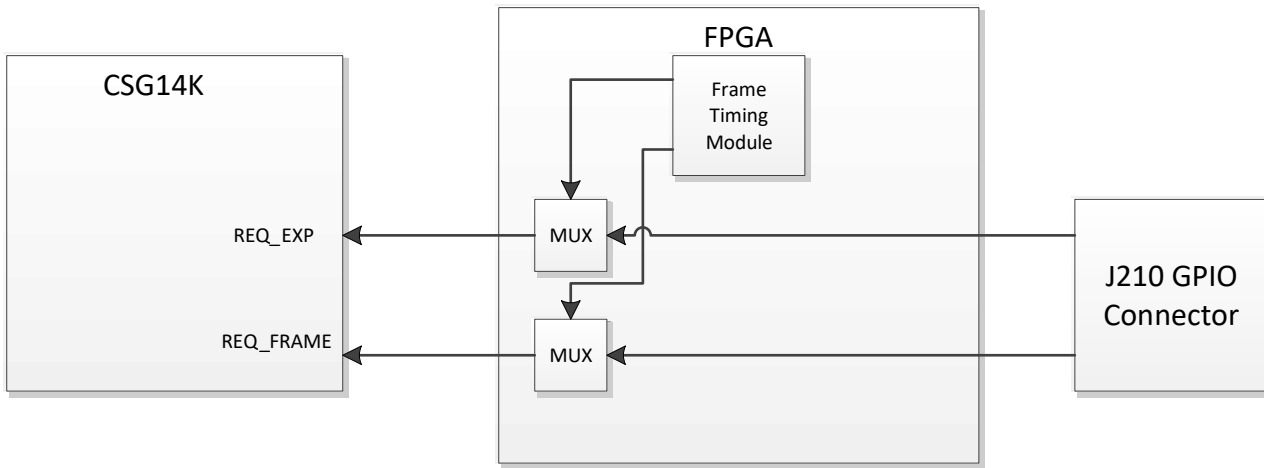 FPGA
CSG14K
Frame
Timing
Module
REQ_EXP
MUX
J210 GPIO
Connector
REQ_FRAME
MUX